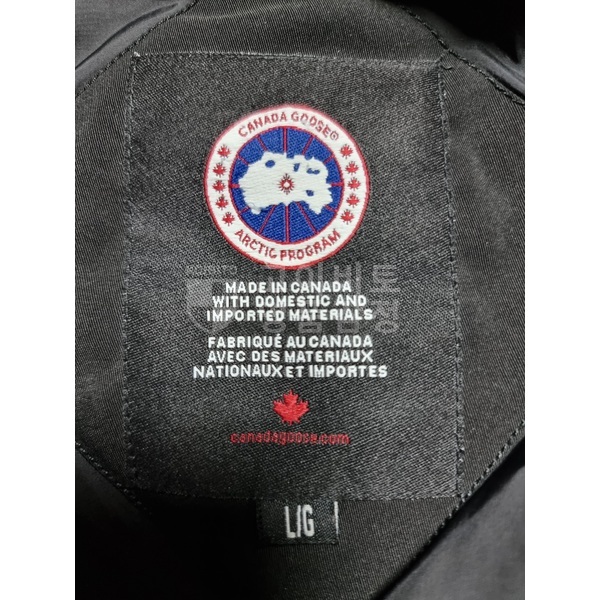 CANADA GOOSE®
ARCTIC PROGRAM
MADE IN CANADA
WITH DOMESTIC AND
IMPORTED MATERIALS
FABRIQUÉ AU CANADA
AVEC DES MATERIAUX
NATIONAUX ET IMPORTES
canadagoose.com
L/G